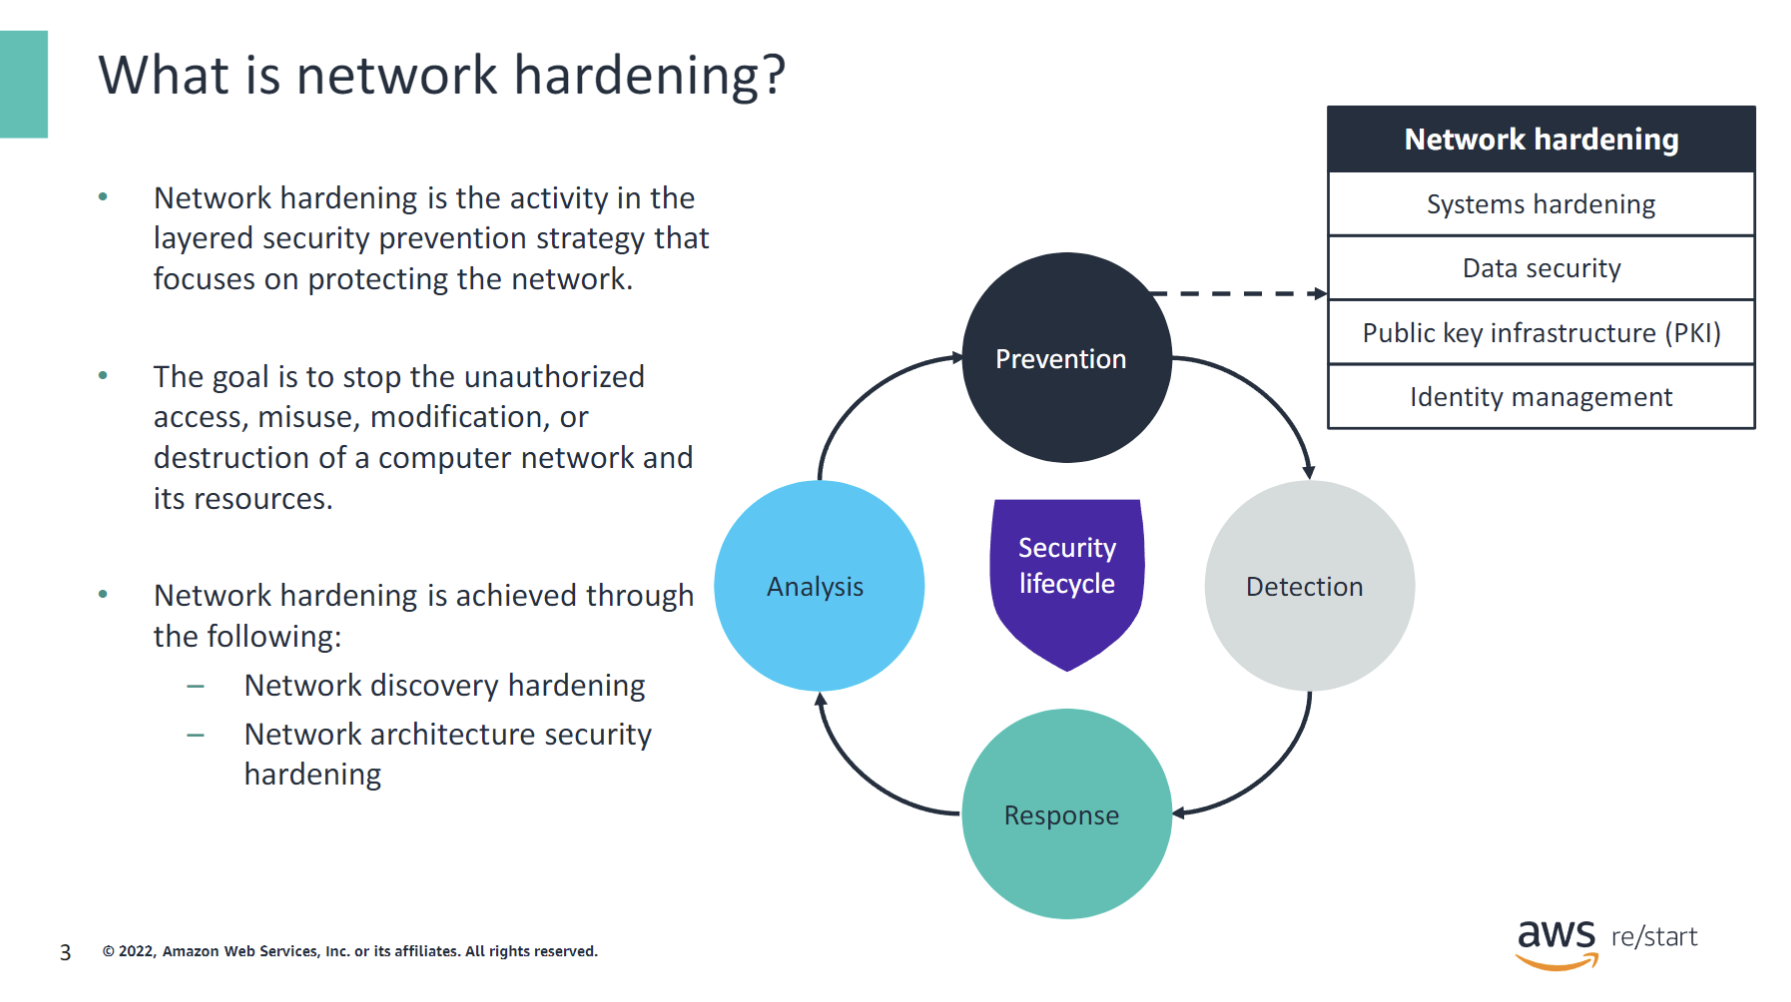 What is network hardening?
• Network hardening is the activity in the
layered security prevention strategy that
focuses on protecting the network.
• The goal is to stop the unauthorized
access, misuse, modification, or
destruction of a computer network and
its resources.
• Network hardening is achieved through
the following:
– Network discovery hardening
– Network architecture security
hardening
Network hardening
Systems hardening
Data security
Public key infrastructure (PKI)
Identity management
Prevention
Security
lifecycle
Analysis
Detection
Response
3
© 2022, Amazon Web Services, Inc. or its affiliates. All rights reserved.
aws re/start